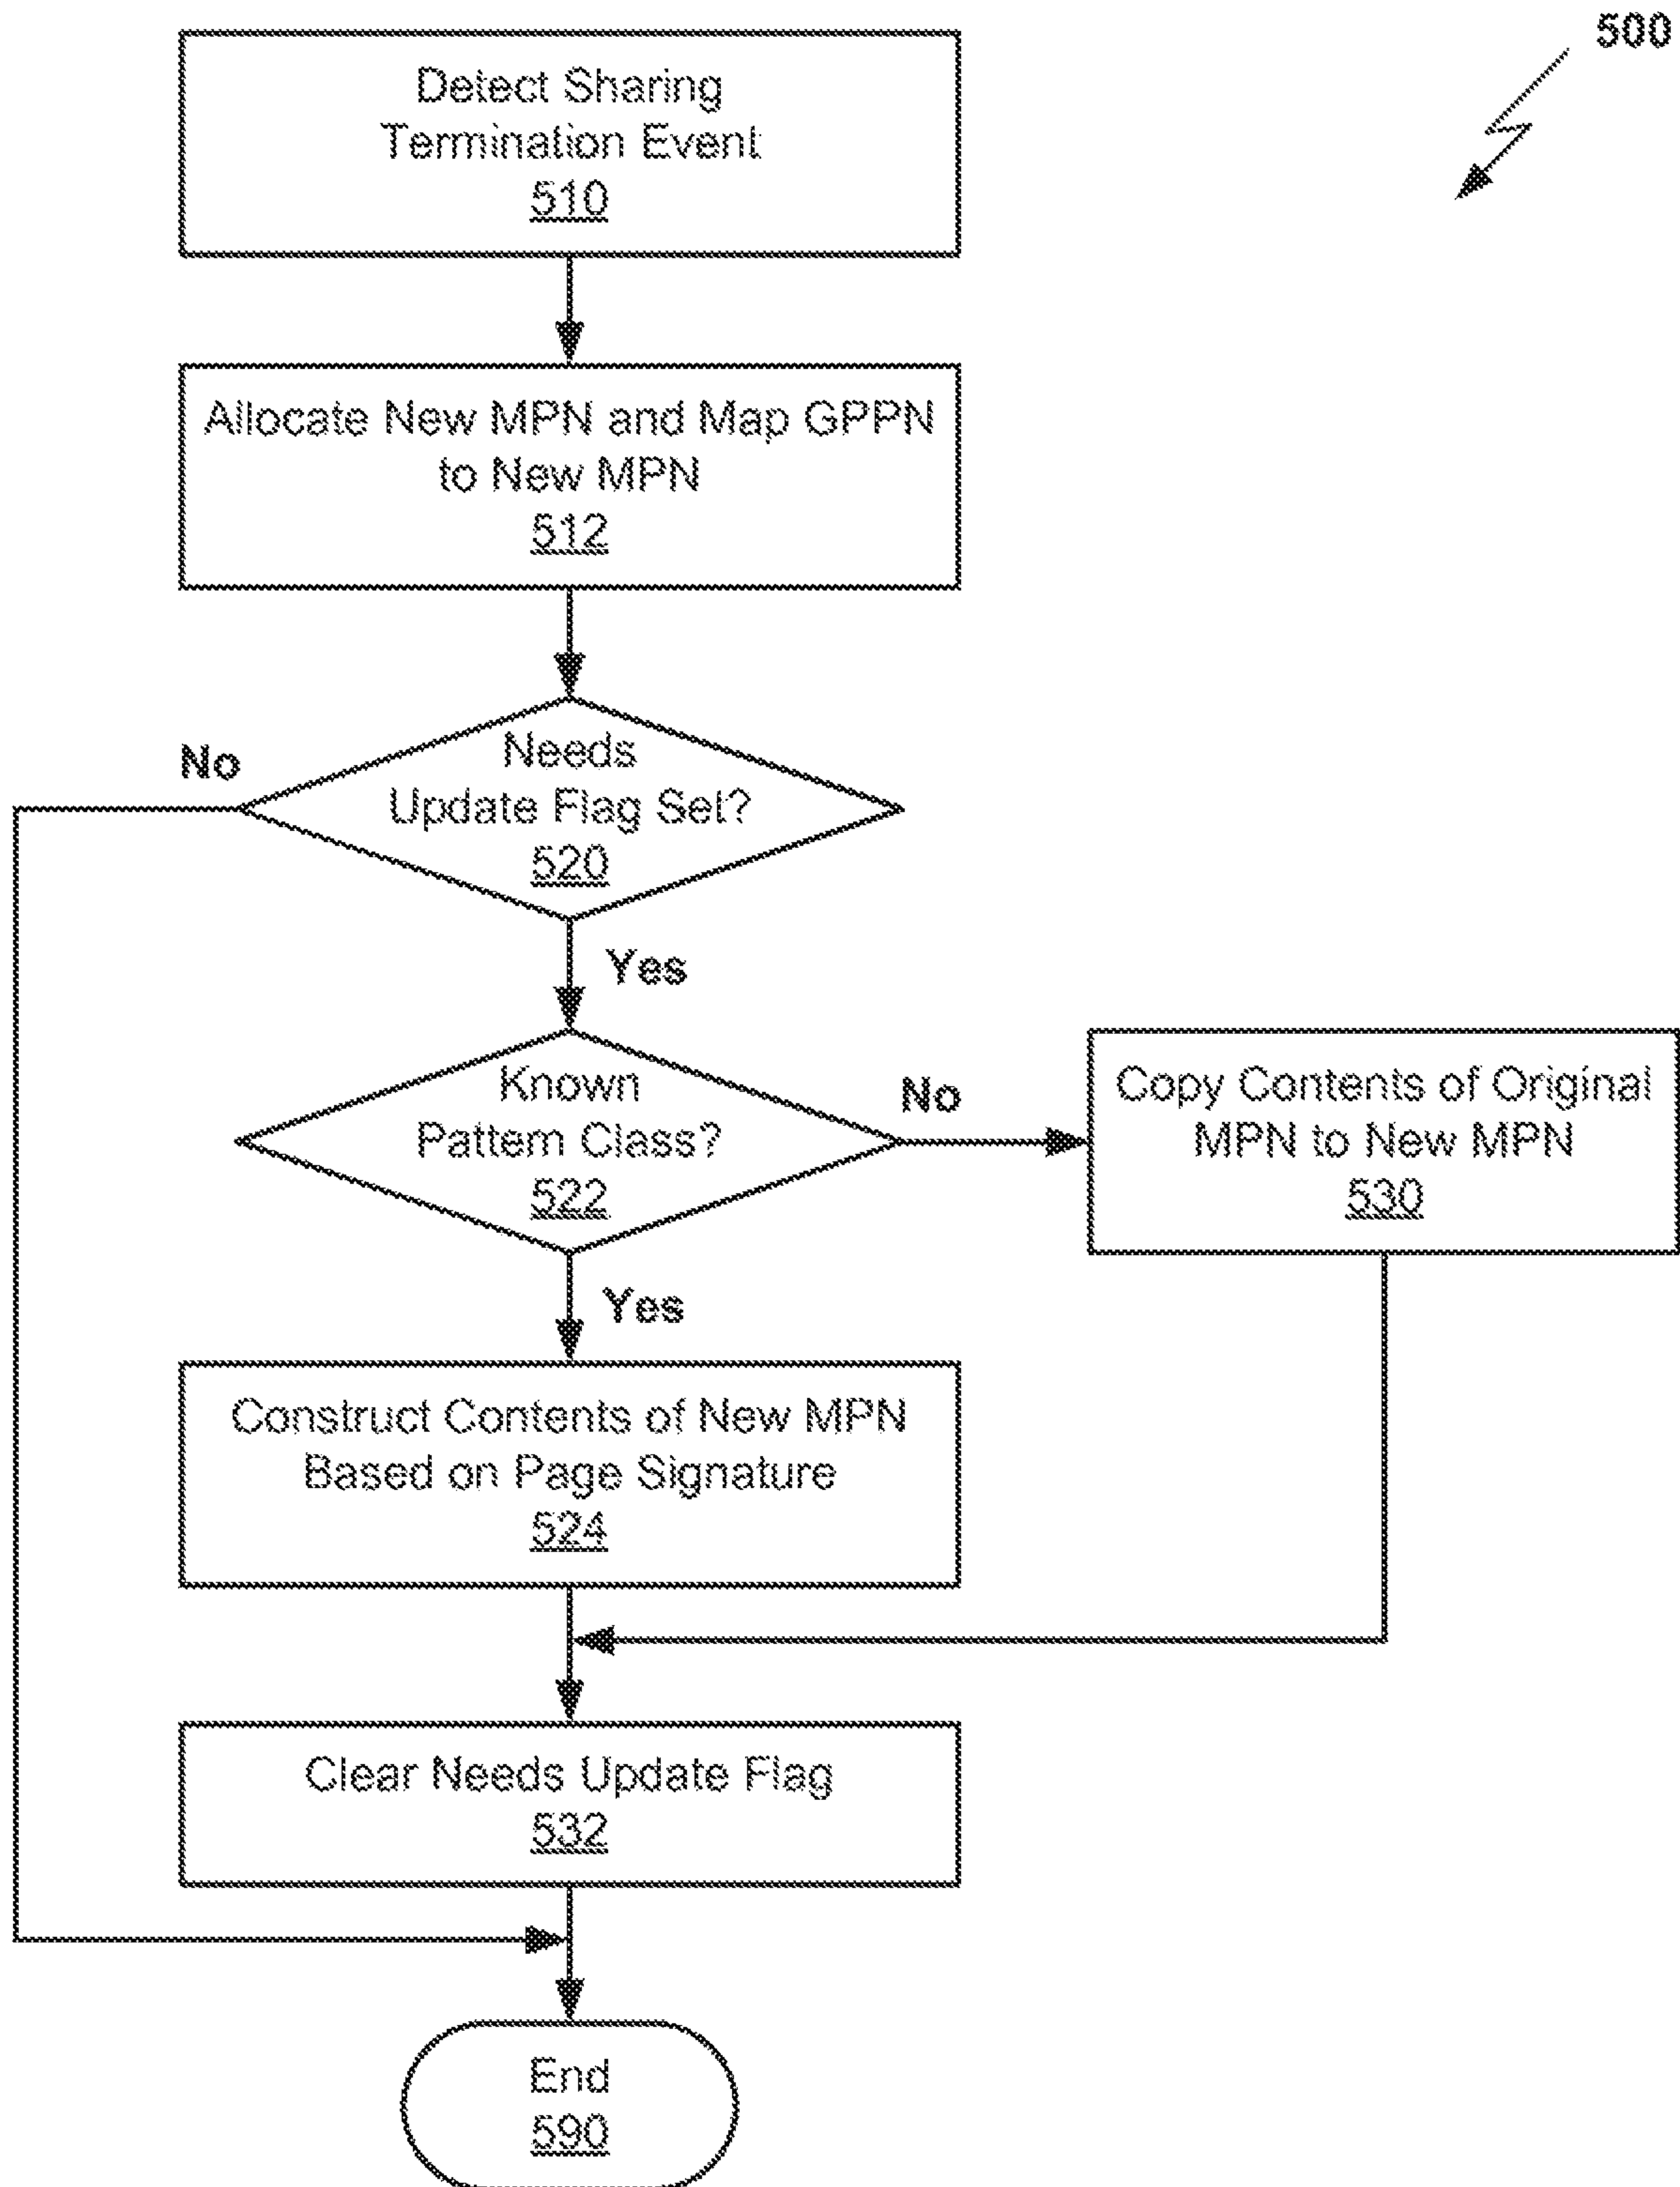 500
Detect Sharing
Termination Event
510
Allocate New MPN and Map GPPN
to New MPN
512
Needs
Update Flag Set?
520
No
Yes
Known
Pattern Class?
522
No
Copy Contents of Original
MPN to New MPN
530
Yes
Construct Contents of New MPN
Based on Page Signature
524
Clear Needs Update Flag
532
End
590